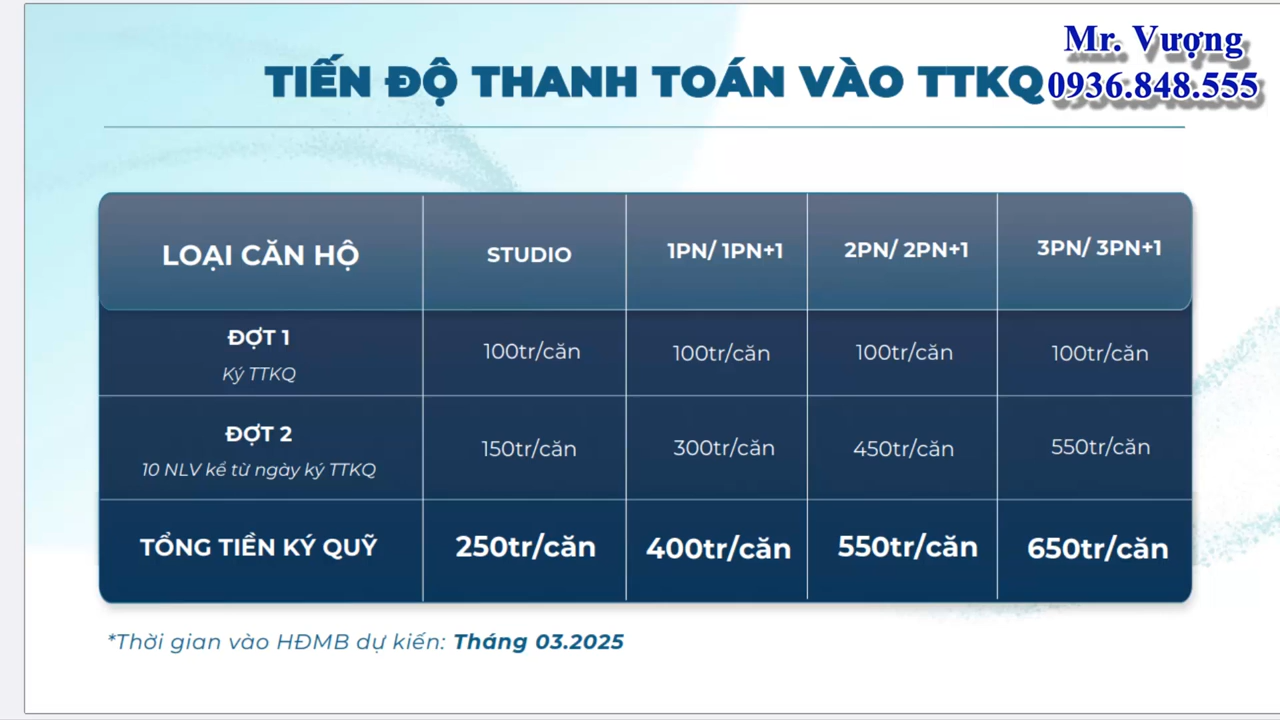 Mr. Vượng
TIẾN ĐỘ THANH TOÁN VÀO TTKQ
0936.848.555
LOẠI CĂN HỘ STUDIO 1PN/ 1PN+1 2PN/ 2PN+1 3PN/ 3PN+1
ĐỢT 1
Ký TTKQ
100tr/căn 100tr/căn 100tr/căn 100tr/căn
ĐỢT 2
10 NLV kể từ ngày ký TTKQ
150tr/căn 300tr/căn 450tr/căn 550tr/căn
TỔNG TIỀN KÝ QUỸ 250tr/căn 400tr/căn 550tr/căn 650tr/căn
*Thời gian vào HĐMB dự kiến: Tháng 03.2025